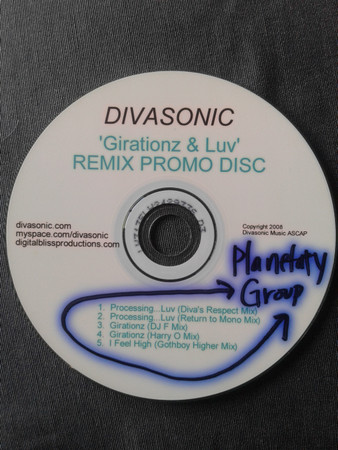 DIVASONIC
'Girationz & Luv'
REMIX PROMO DISC
divasonic.com
myspace.com/divasonic
digitalblissproductions.com
Copyright 2008
Divasonic Music ASCAP
Planetary
Group
1. Processing...Luv (Diva's Respect Mix)
2. Processing...Luv (Return to Mono Mix)
3. Girationz (DJ F Mix)
4. Girationz (Harry O Mix)
5. I Feel High (Gothboy Higher Mix)